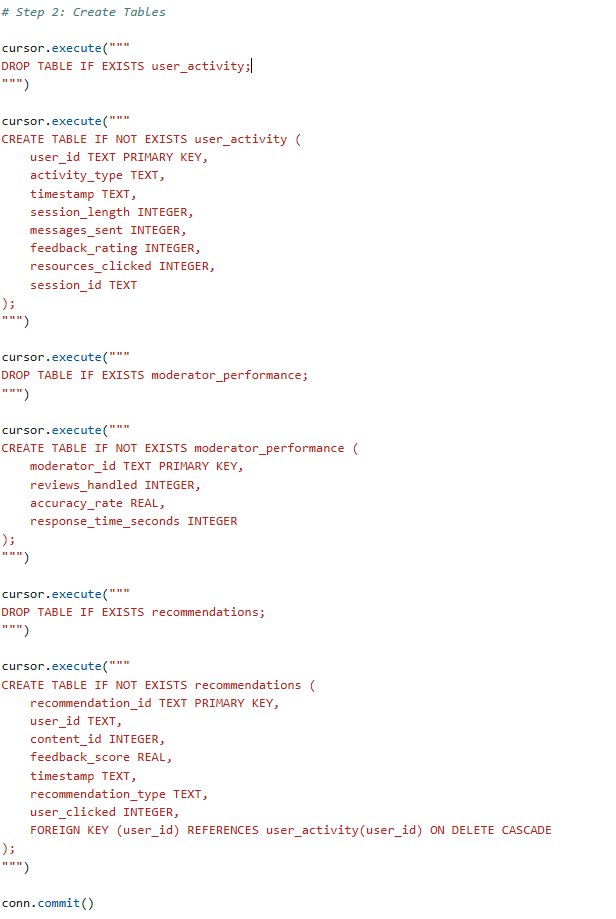 # Step 2: Create Tables
cursor.execute("""
DROP TABLE IF EXISTS user_activity;
""")
cursor.execute("""
CREATE TABLE IF NOT EXISTS user_activity (
    user_id TEXT PRIMARY KEY,
    activity_type TEXT,
    timestamp TEXT,
    session_length INTEGER,
    messages_sent INTEGER,
    feedback_rating INTEGER,
    resources_clicked INTEGER,
    session_id TEXT
);
""")
cursor.execute("""
DROP TABLE IF EXISTS moderator_performance;
""")
cursor.execute("""
CREATE TABLE IF NOT EXISTS moderator_performance (
    moderator_id TEXT PRIMARY KEY,
    reviews_handled INTEGER,
    accuracy_rate REAL,
    response_time_seconds INTEGER
);
""")
cursor.execute("""
DROP TABLE IF EXISTS recommendations;
""")
cursor.execute("""
CREATE TABLE IF NOT EXISTS recommendations (
    recommendation_id TEXT PRIMARY KEY,
    user_id TEXT,
    content_id INTEGER,
    feedback_score REAL,
    timestamp TEXT,
    recommendation_type TEXT,
    user_clicked INTEGER,
    FOREIGN KEY (user_id) REFERENCES user_activity(user_id) ON DELETE CASCADE
);
""")
conn.commit()